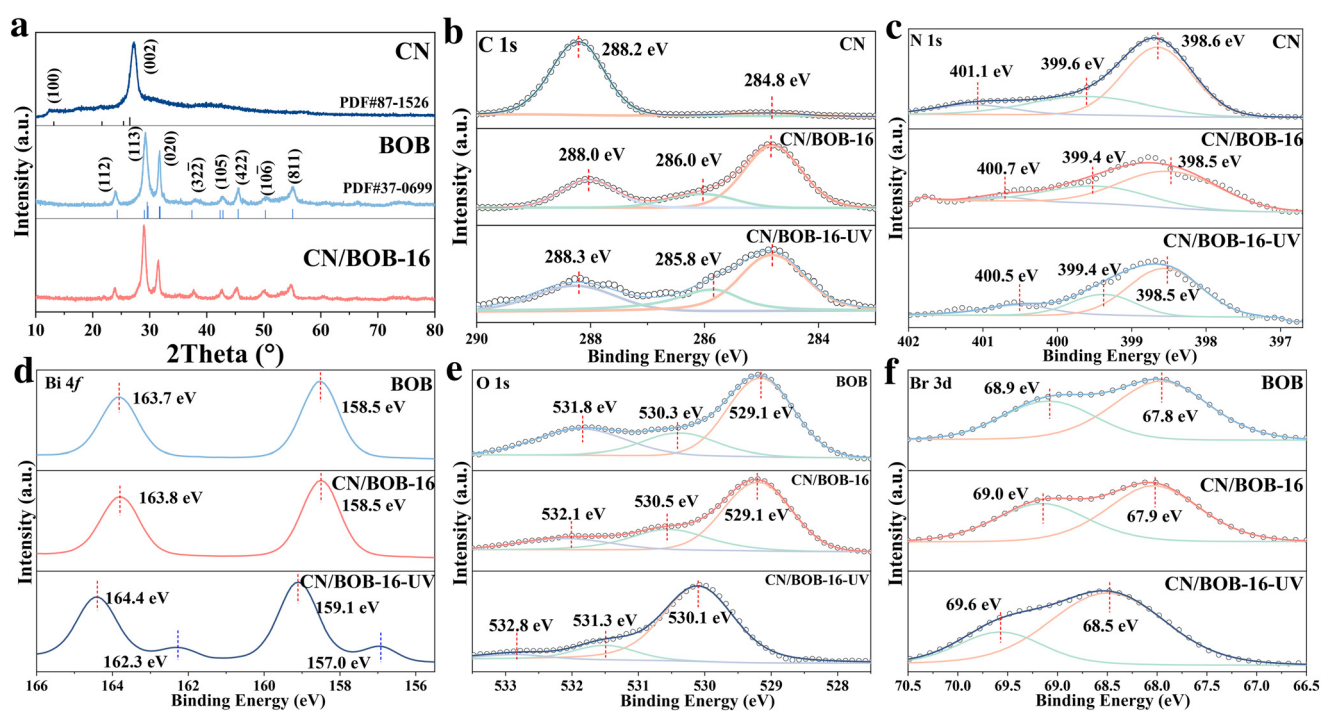 a
CN
(100)
(002)
PDF#87-1526
BOB
(112)
(113)
(020)
(32̅2̅)
(105)
(422)
(106̅)
(811)
PDF#37-0699
CN/BOB-16
Intensity (a.u.)
10 20 30 40 50 60 70 80
2Theta (°)
b
C 1s
CN
288.2 eV
284.8 eV
CN/BOB-16
288.0 eV
286.0 eV
CN/BOB-16-UV
288.3 eV
285.8 eV
Intensity (a.u.)
290 288 286 284
Binding Energy (eV)
c
N 1s
CN
401.1 eV
399.6 eV
398.6 eV
CN/BOB-16
400.7 eV
399.4 eV
398.5 eV
CN/BOB-16-UV
400.5 eV
399.4 eV
398.5 eV
Intensity (a.u.)
402 401 400 399 398 397
Binding Energy (eV)
d
Bi 4f
BOB
163.7 eV
158.5 eV
CN/BOB-16
163.8 eV
158.5 eV
CN/BOB-16-UV
164.4 eV
159.1 eV
162.3 eV
157.0 eV
Intensity (a.u.)
166 164 162 160 158 156
Binding Energy (eV)
e
O 1s
BOB
531.8 eV
530.3 eV
529.1 eV
CN/BOB-16
532.1 eV
530.5 eV
529.1 eV
CN/BOB-16-UV
532.8 eV
531.3 eV
530.1 eV
Intensity (a.u.)
533 532 531 530 529 528
Binding Energy (eV)
f
Br 3d
BOB
68.9 eV
67.8 eV
CN/BOB-16
69.0 eV
67.9 eV
CN/BOB-16-UV
69.6 eV
68.5 eV
Intensity (a.u.)
70.5 70.0 69.5 69.0 68.5 68.0 67.5 67.0 66.5
Binding Energy (eV)